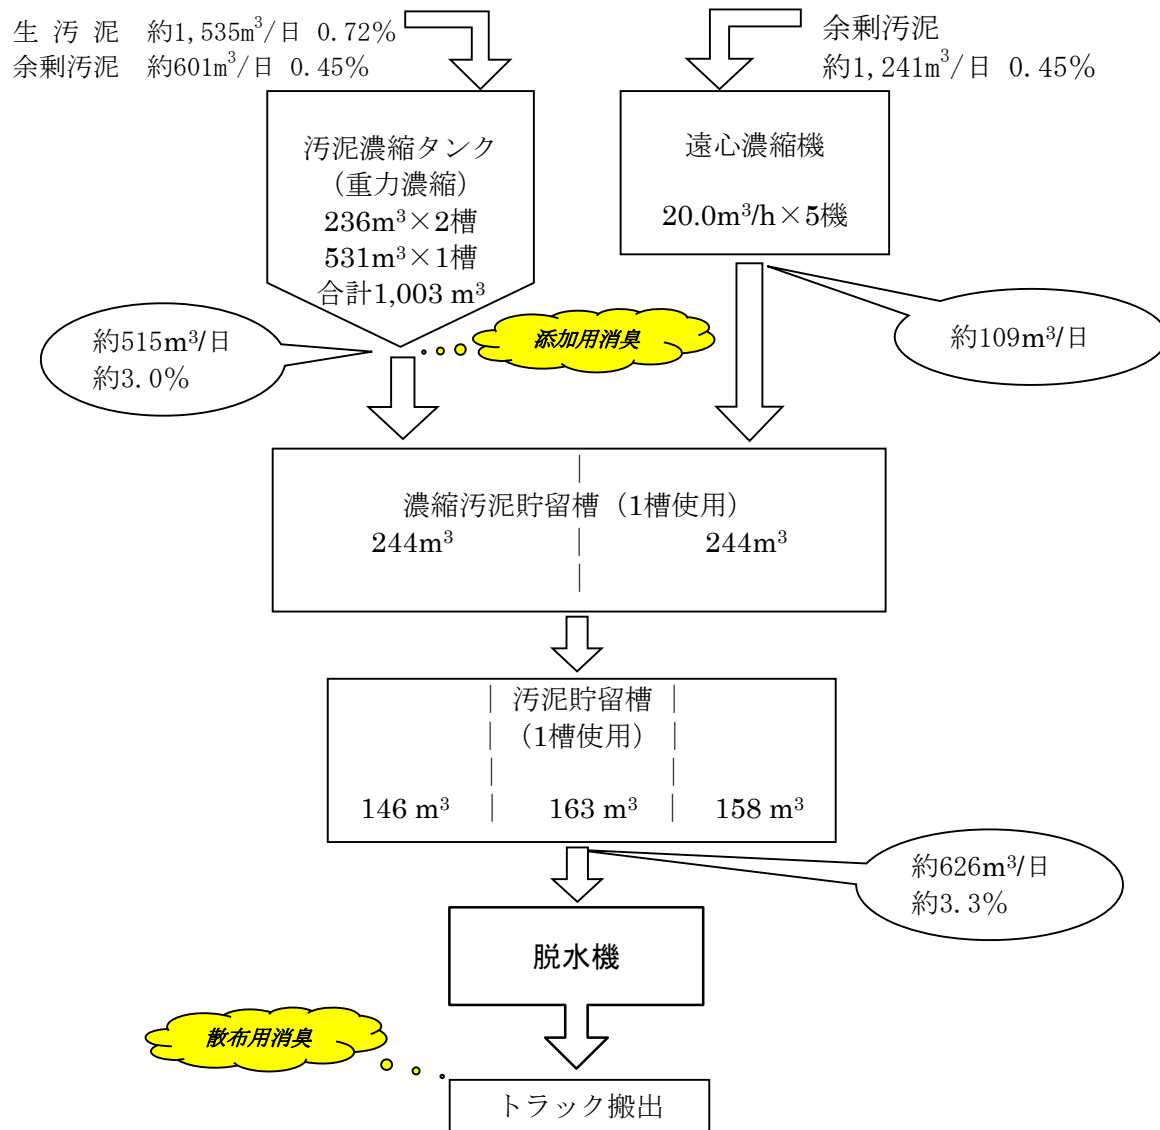 生 汚 泥　約1,535m³/日 0.72%
余剰汚泥　約601m³/日 0.45%
余剰汚泥
約1,241m³/日 0.45%
汚泥濃縮タンク
（重力濃縮）
236m³×2槽
531m³×1槽
合計1,003 m³
遠心濃縮機
20.0m³/h×5機
約515m³/日
約3.0%
添加用消臭
約109m³/日
濃縮汚泥貯留槽（1槽使用）
244m³ 244m³
汚泥貯留槽
（1槽使用）
146 m³ 163 m³ 158 m³
約626m³/日
約3.3%
脱水機
散布用消臭
トラック搬出